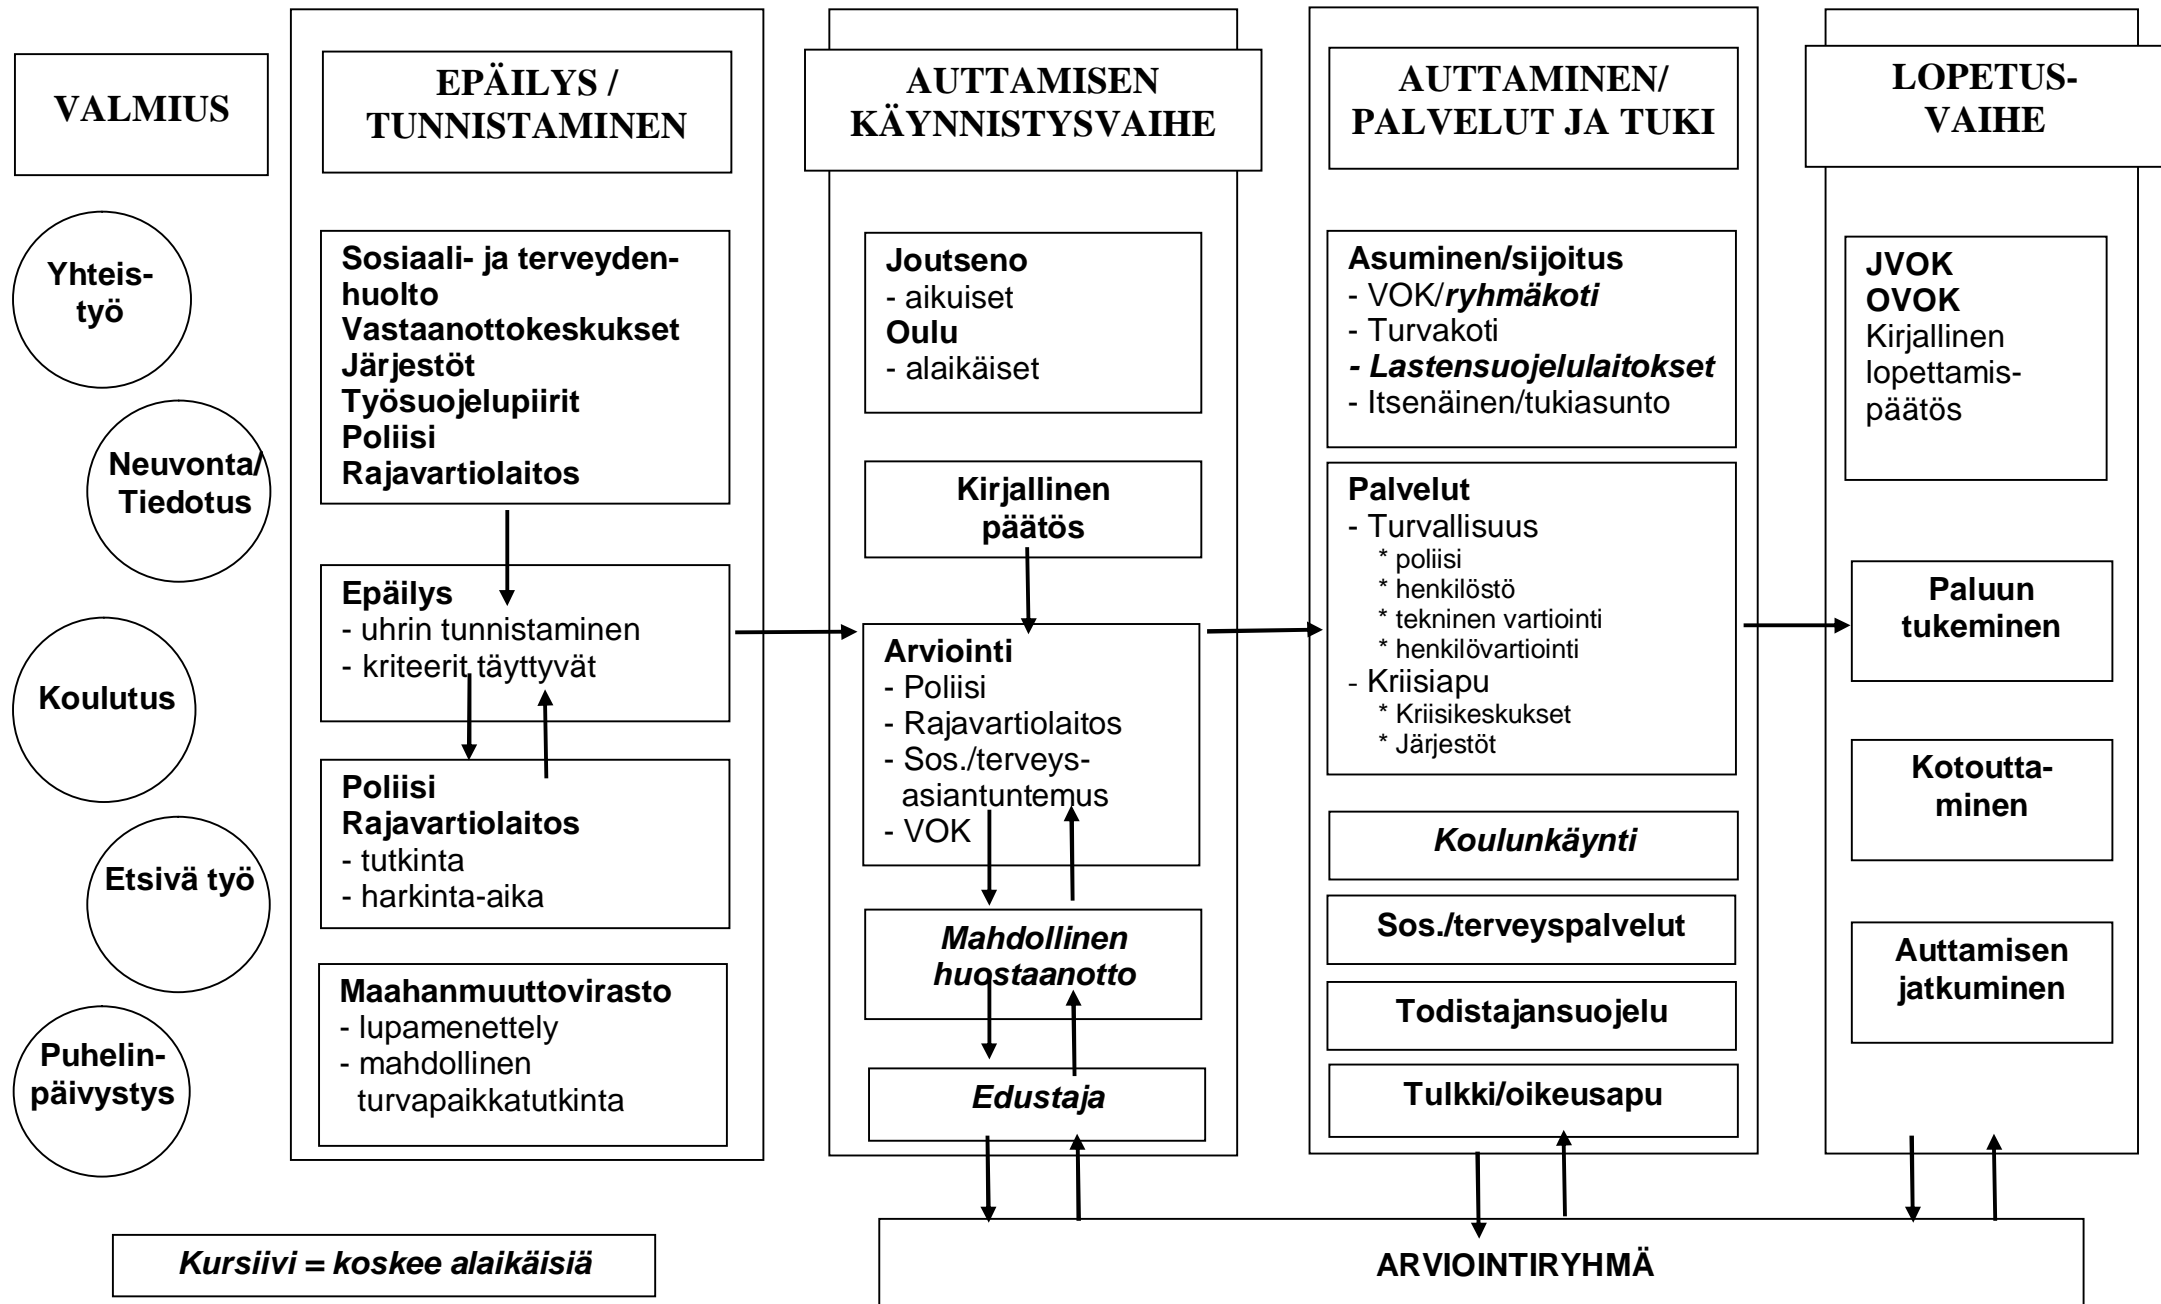 VALMIUS
Yhteis-
työ
Neuvonta/
Tiedotus
Koulutus
Etsivä työ
Puhelin-
päivystys
EPÄILYS /
TUNNISTAMINEN
Sosiaali- ja terveyden-
huolto
Vastaanottokeskukset
Järjestöt
Työsuojelupiirit
Poliisi
Rajavartiolaitos
Epäilys
- uhrin tunnistaminen
- kriteerit täyttyvät
Poliisi
Rajavartiolaitos
- tutkinta
- harkinta-aika
Maahanmuuttovirasto
- lupamenettely
- mahdollinen
turvapaikkatutkinta
AUTTAMISEN
KÄYNNISTYSVAIHE
Joutseno
- aikuiset
Oulu
- alaikäiset
Kirjallinen
päätös
Arviointi
- Poliisi
- Rajavartiolaitos
- Sos./terveys-
asiantuntemus
- VOK
Mahdollinen
huostaanotto
Edustaja
AUTTAMINEN/
PALVELUT JA TUKI
Asuminen/sijoitus
- VOK/ryhmäkoti
- Turvakoti
- Lastensuojelulaitokset
- Itsenäinen/tukiasunto
Palvelut
- Turvallisuus
* poliisi
* henkilöstö
* tekninen vartiointi
* henkilövartiointi
- Kriisiapu
* Kriisikeskukset
* Järjestöt
Koulunkäynti
Sos./terveyspalvelut
Todistajansuojelu
Tulkki/oikeusapu
LOPETUS-
VAIHE
JVOK
OVOK
Kirjallinen
lopettamis-
päätös
Paluun
tukeminen
Kotoutta-
minen
Auttamisen
jatkuminen
Kursiivi = koskee alaikäisiä
ARVIOINTIRYHMÄ